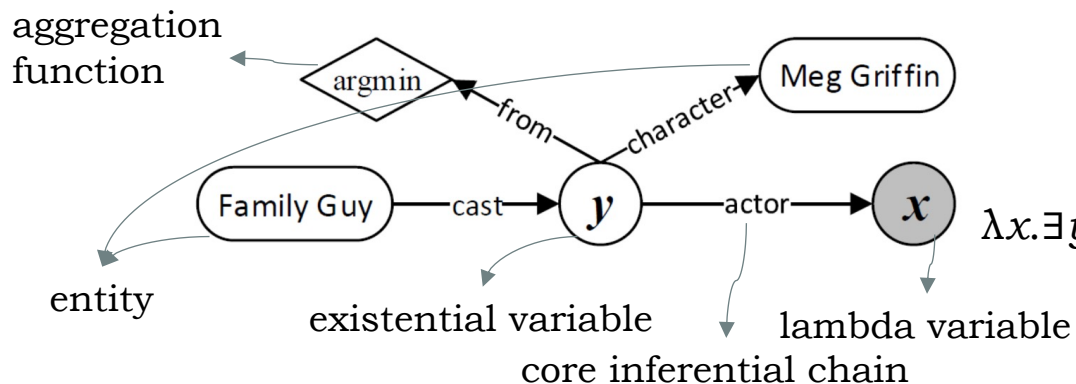 aggregation
function
argmin
Meg Griffin
from
character
Family Guy
cast
y
actor
x
λx.∃y
entity
existential variable
lambda variable
core inferential chain